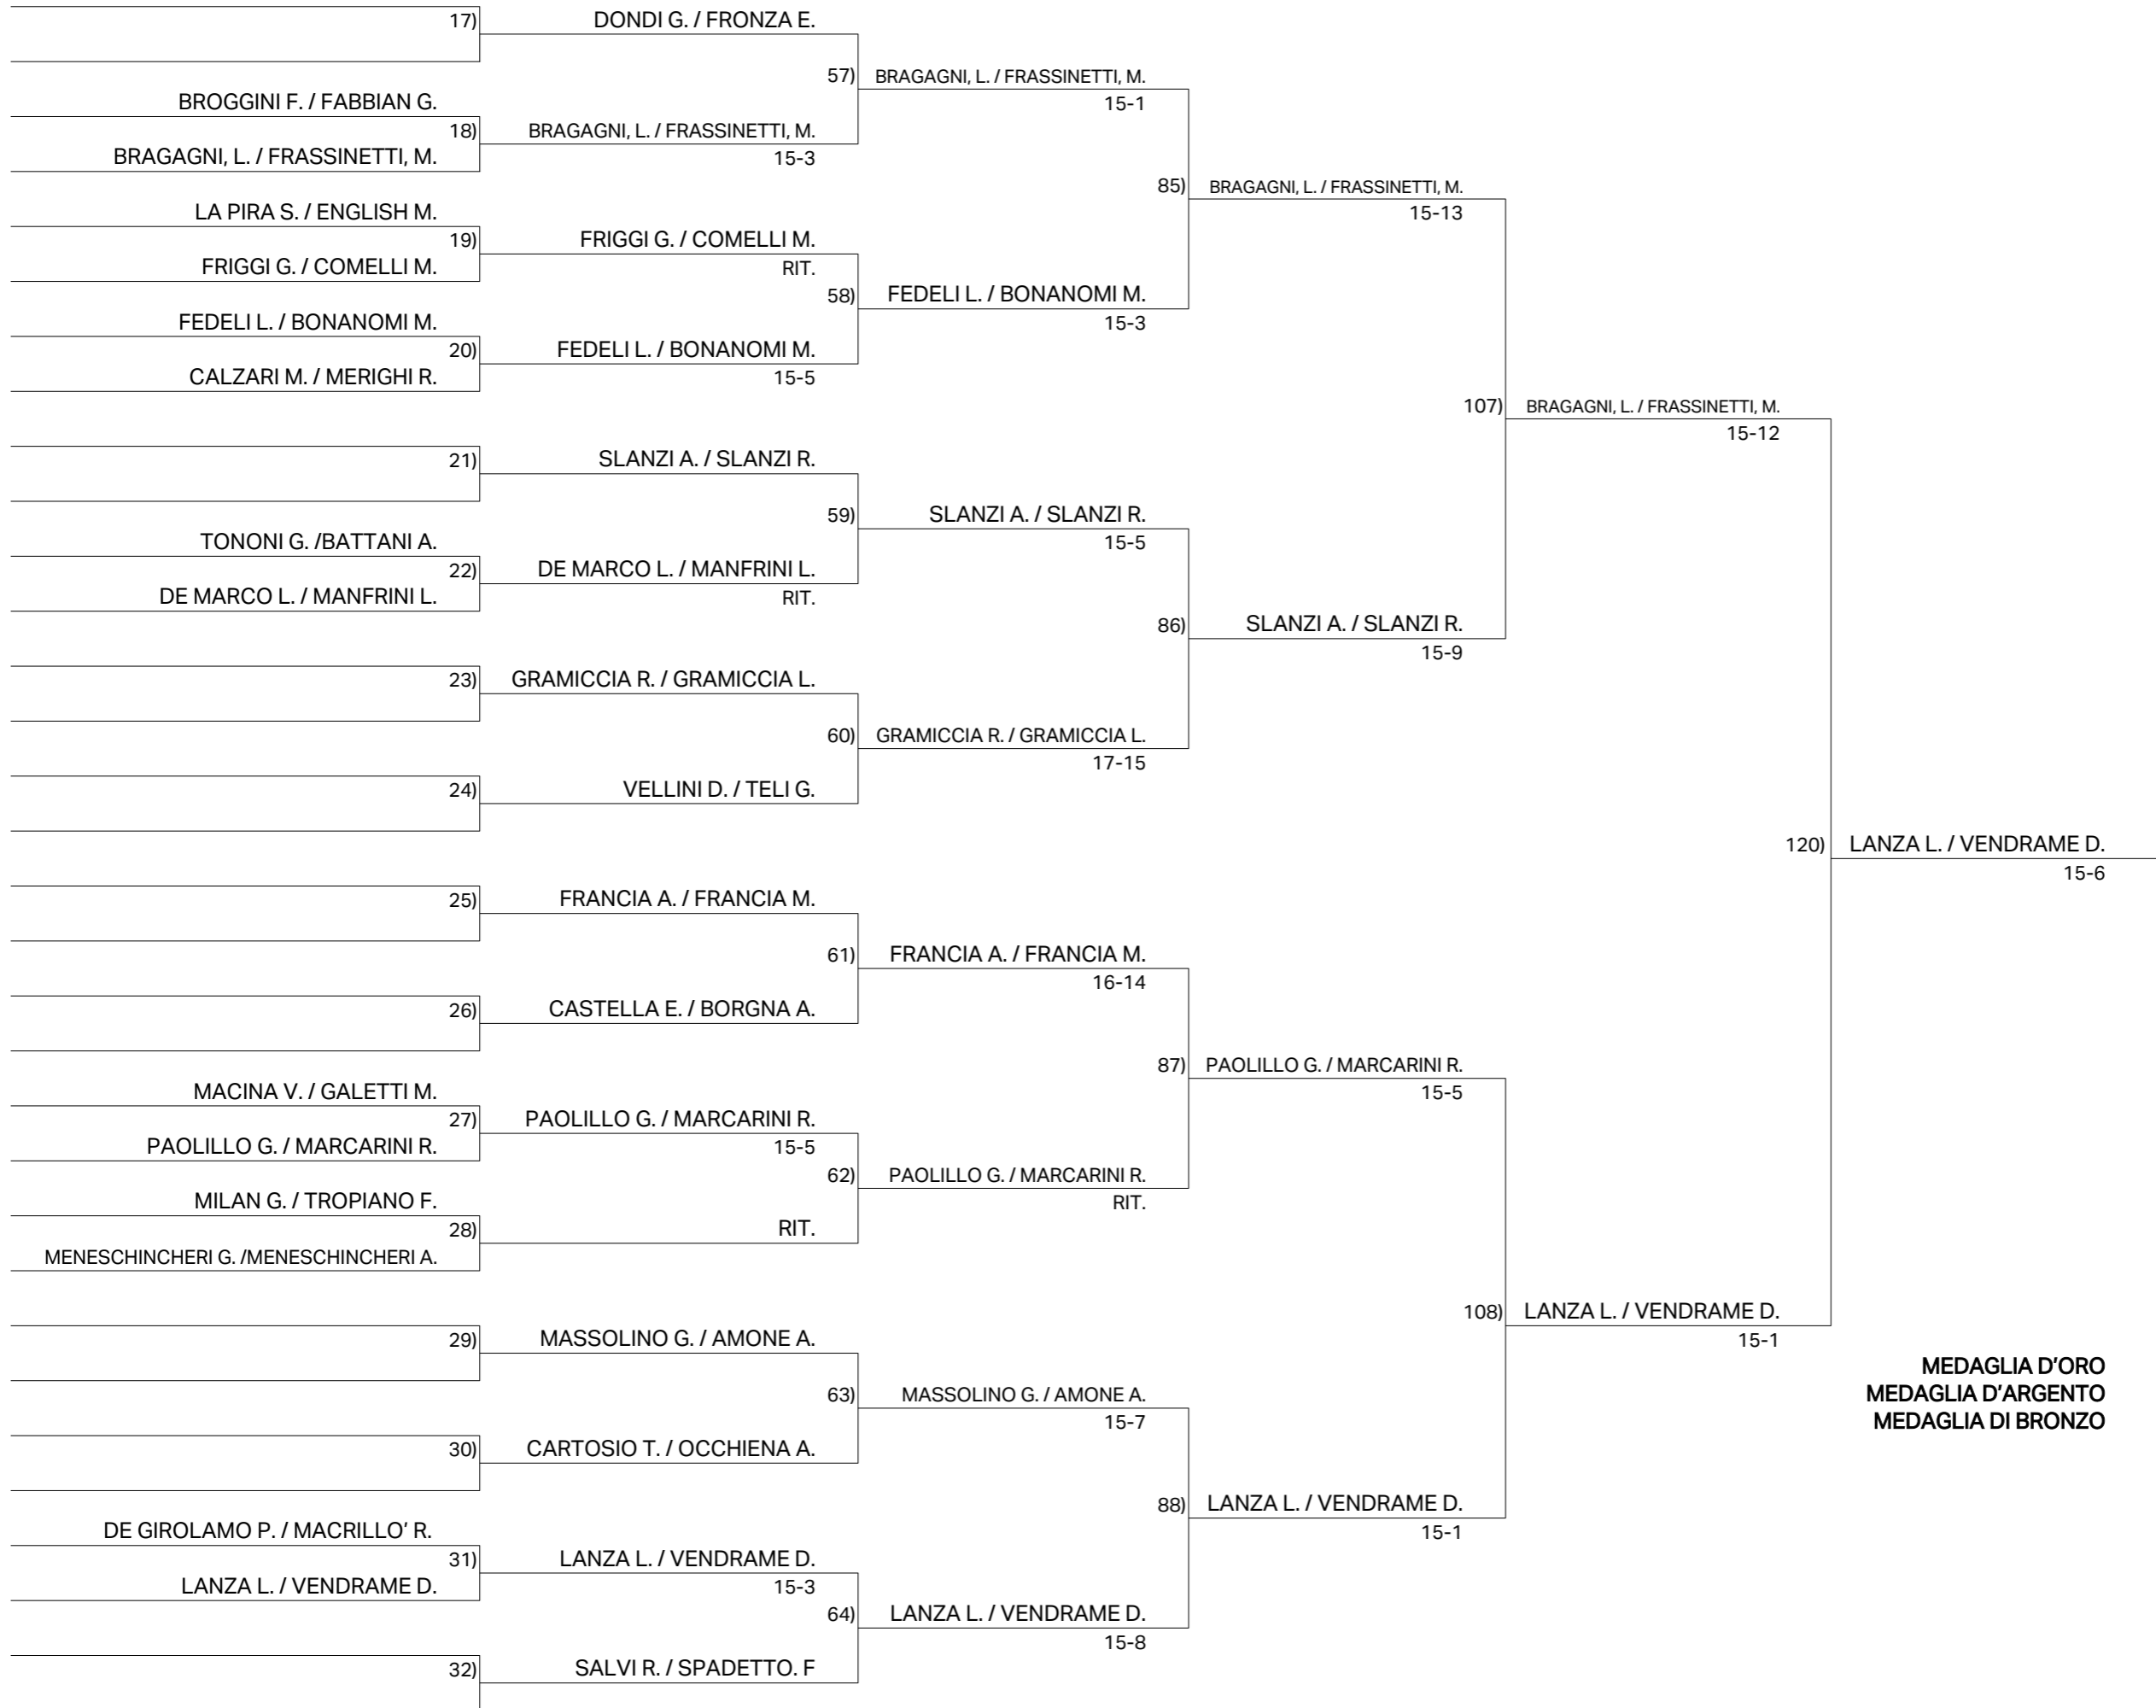 17) DONDI G. / FRONZA E.
57) BRAGAGNI, L. / FRASSINETTI, M.
15-1
BROGGINI F. / FABBIAN G.
18) BRAGAGNI, L. / FRASSINETTI, M.
15-3
BRAGAGNI, L. / FRASSINETTI, M.
85) BRAGAGNI, L. / FRASSINETTI, M.
15-13
LA PIRA S. / ENGLISH M.
19) FRIGGI G. / COMELLI M.
RIT.
FRIGGI G. / COMELLI M.
58) FEDELI L. / BONANOMI M.
15-3
FEDELI L. / BONANOMI M.
20) FEDELI L. / BONANOMI M.
15-5
CALZARI M. / MERIGHI R.
107) BRAGAGNI, L. / FRASSINETTI, M.
15-12
21) SLANZI A. / SLANZI R.
59) SLANZI A. / SLANZI R.
15-5
TONONI G. /BATTANI A.
22) DE MARCO L. / MANFRINI L.
RIT.
DE MARCO L. / MANFRINI L.
86) SLANZI A. / SLANZI R.
15-9
23) GRAMICCIA R. / GRAMICCIA L.
60) GRAMICCIA R. / GRAMICCIA L.
17-15
24) VELLINI D. / TELI G.
120) LANZA L. / VENDRAME D.
15-6
25) FRANCIA A. / FRANCIA M.
61) FRANCIA A. / FRANCIA M.
16-14
26) CASTELLA E. / BORGNA A.
87) PAOLILLO G. / MARCARINI R.
15-5
MACINA V. / GALETTI M.
27) PAOLILLO G. / MARCARINI R.
15-5
PAOLILLO G. / MARCARINI R.
62) PAOLILLO G. / MARCARINI R.
RIT.
MILAN G. / TROPIANO F.
28) RIT.
MENESCHINCHERI G. /MENESCHINCHERI A.
108) LANZA L. / VENDRAME D.
15-1
29) MASSOLINO G. / AMONE A.
MEDAGLIA D'ORO
MEDAGLIA D'ARGENTO
MEDAGLIA DI BRONZO
63) MASSOLINO G. / AMONE A.
15-7
30) CARTOSIO T. / OCCHIENA A.
88) LANZA L. / VENDRAME D.
15-1
DE GIROLAMO P. / MACRILLO' R.
31) LANZA L. / VENDRAME D.
15-3
LANZA L. / VENDRAME D.
64) LANZA L. / VENDRAME D.
15-8
32) SALVI R. / SPADETTO. F